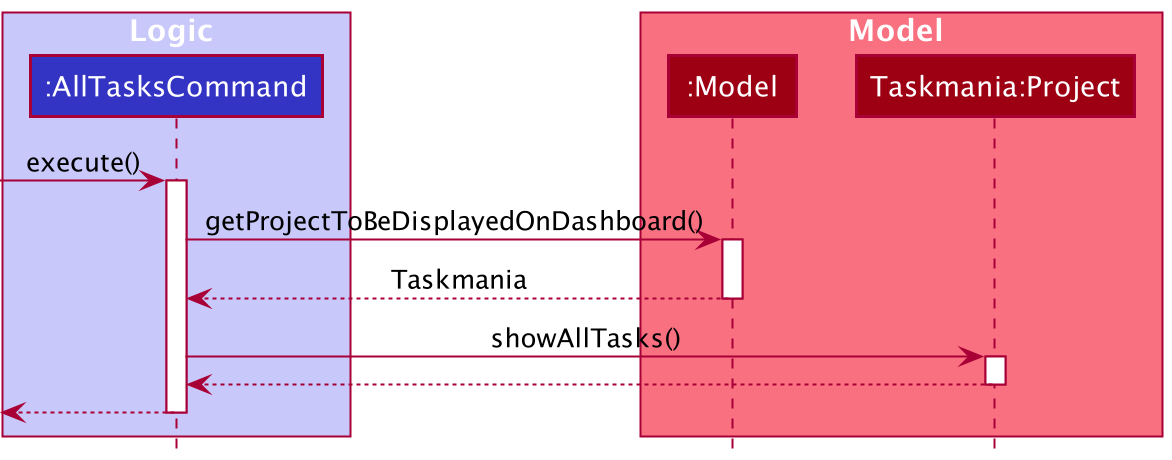 Logic
Model
:AllTasksCommand
:Model
Taskmania:Project
execute()
getProjectToBeDisplayedOnDashboard()
Taskmania
showAllTasks()